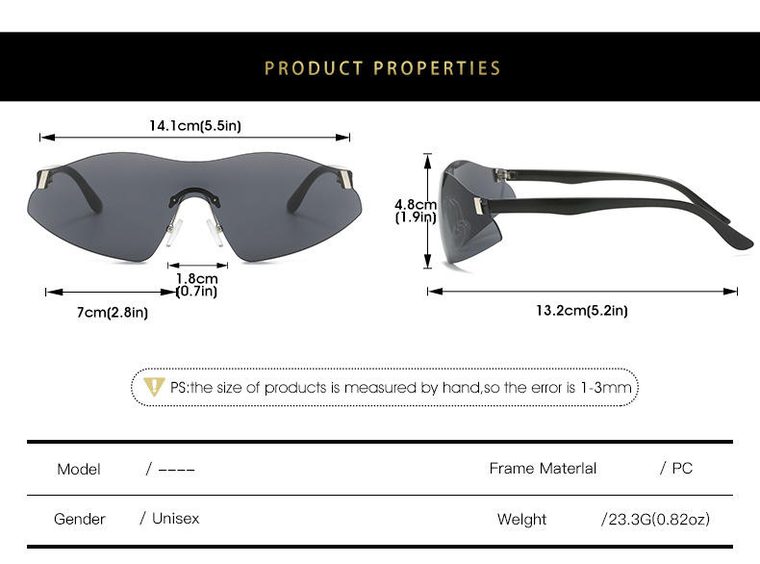 PRODUCT PROPERTIES
14.1cm(5.5in)
4.8cm
(1.9in)
1.8cm
(0.7in)
7cm(2.8in)
13.2cm(5.2in)
PS:the size of products is measured by hand,so the error is 1-3mm
Model / ---- Frame Materlal / PC
Gender / Unisex Welght /23.3G(0.82oz)